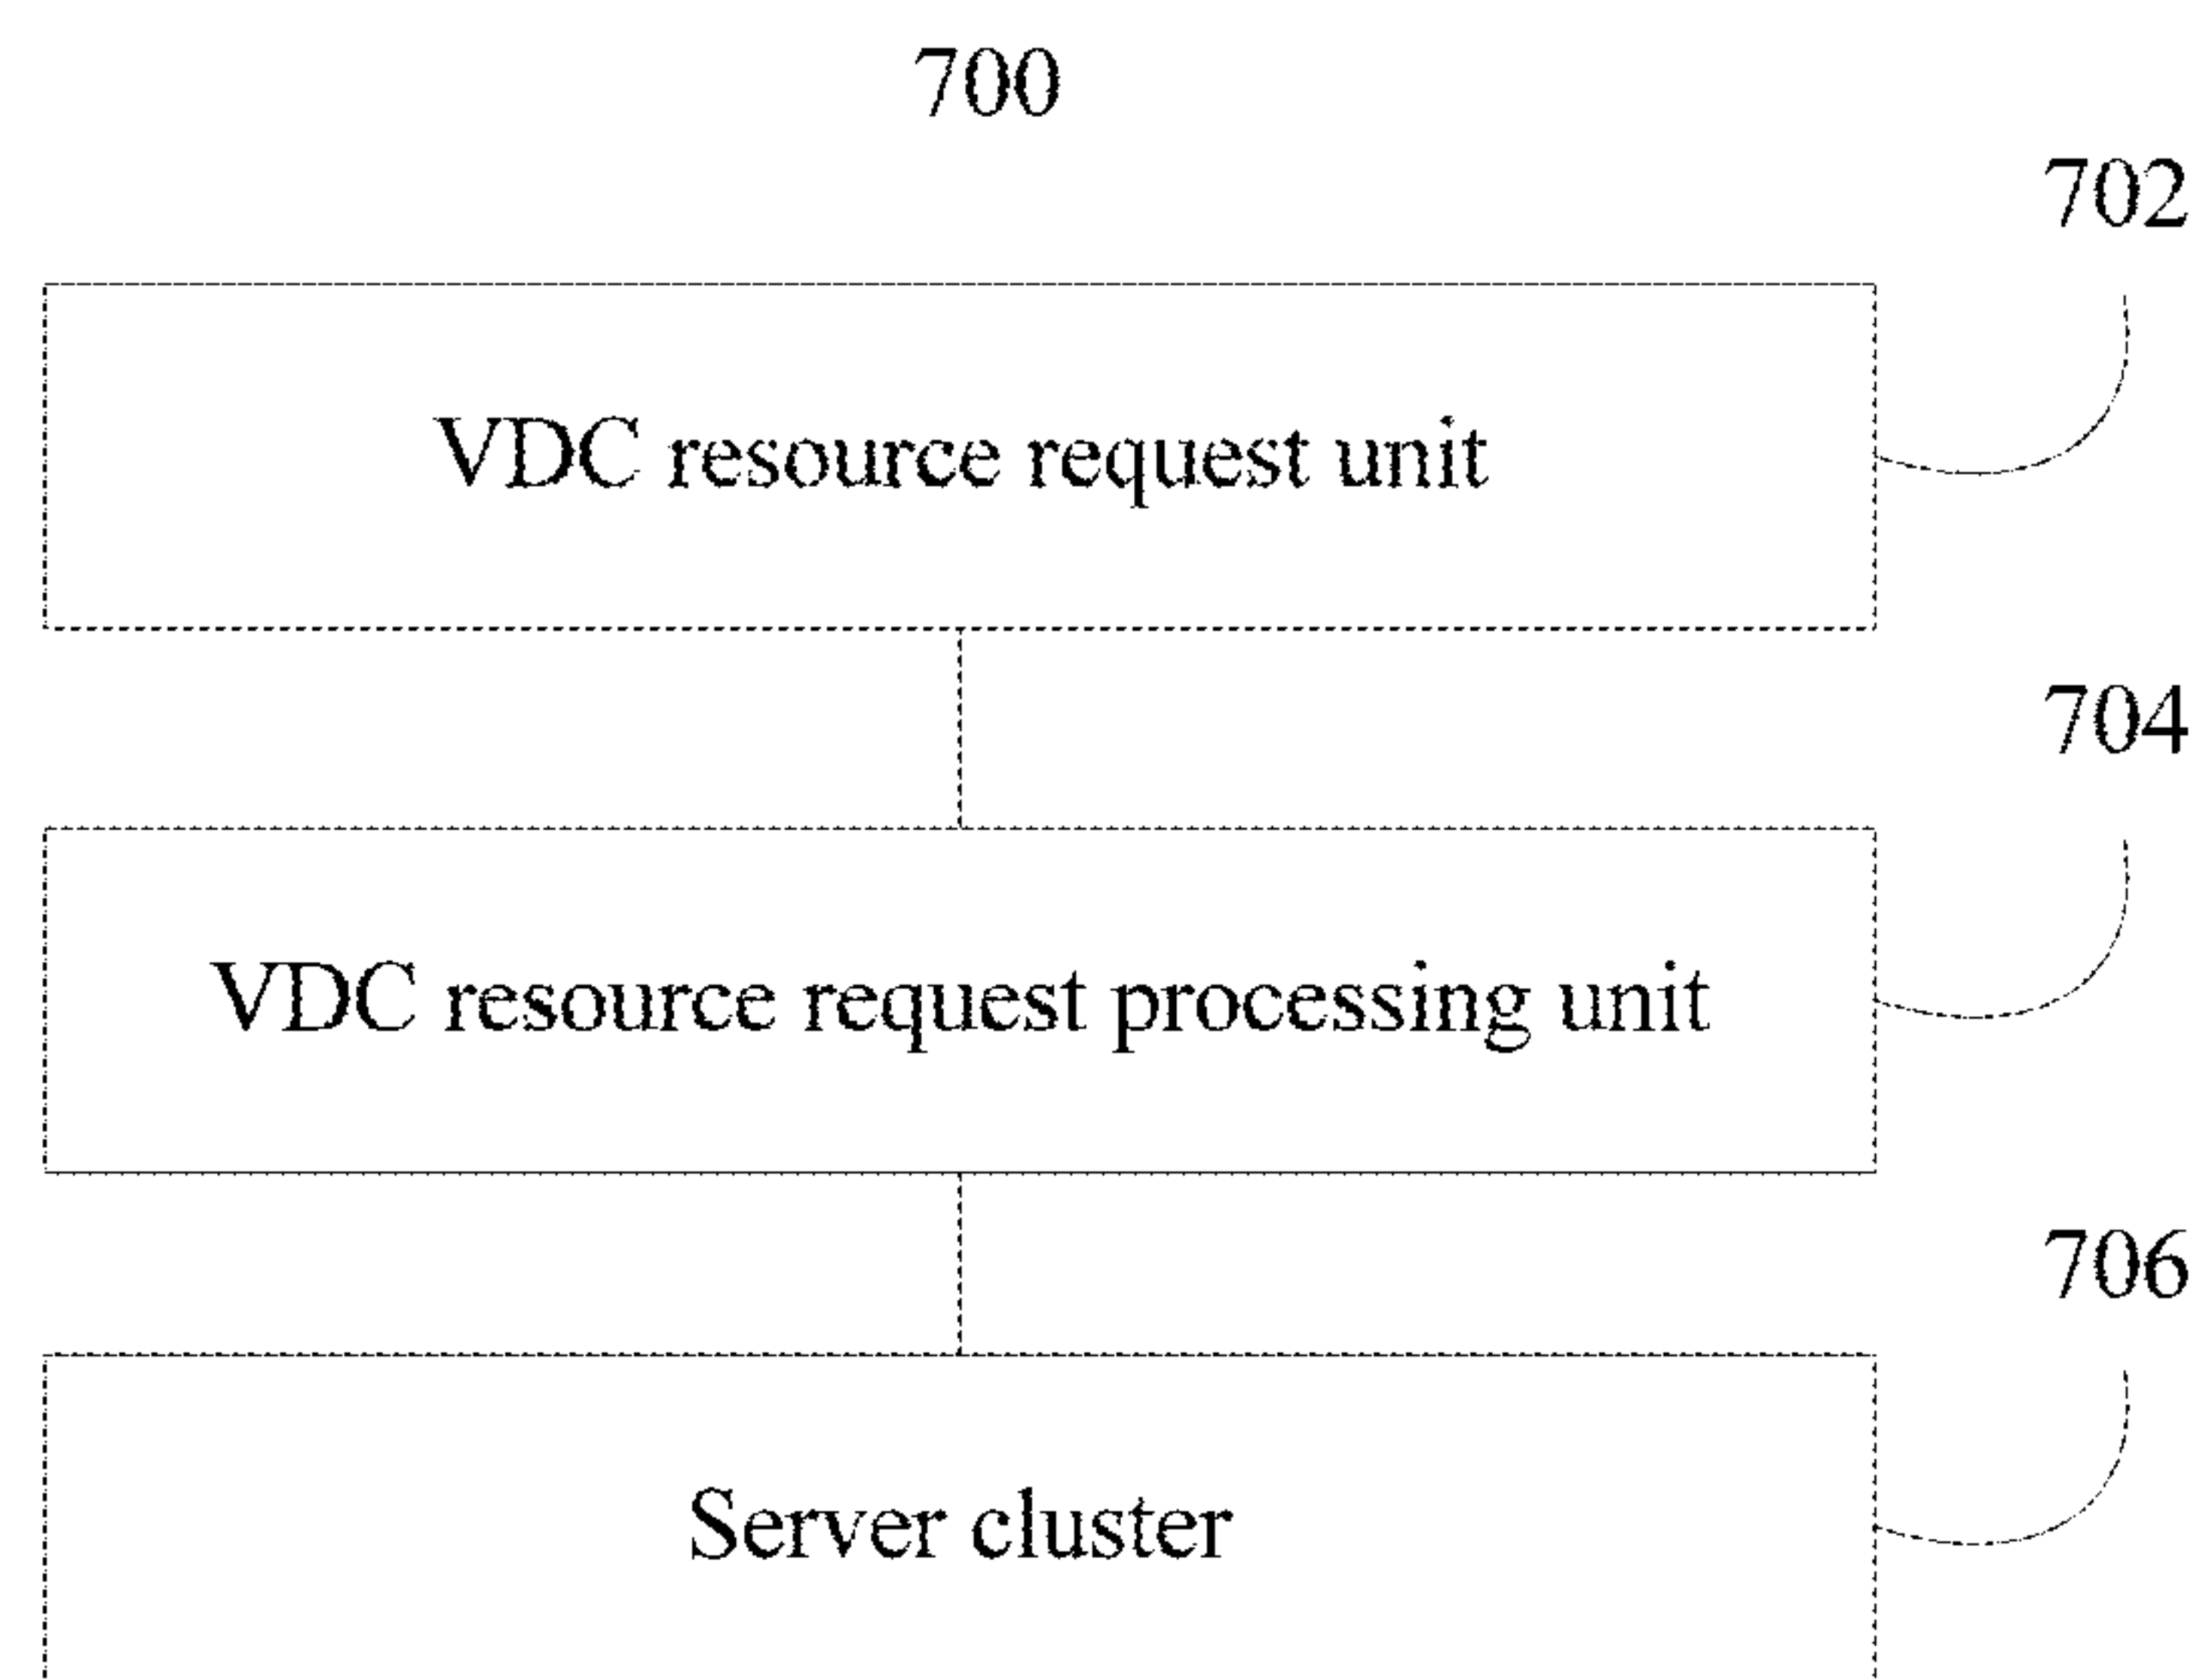 700
702
VDC resource request unit
704
VDC resource request processing unit
706
Server cluster